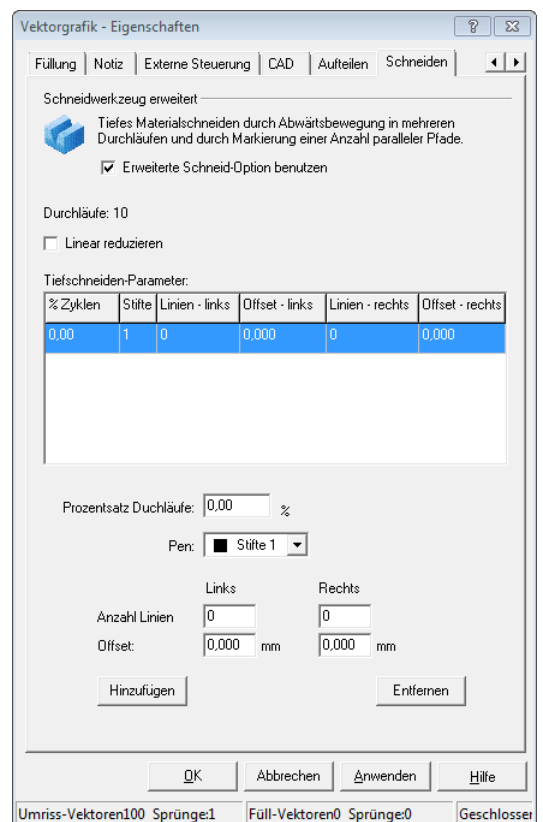 Vektorgrafik - Eigenschaften
Füllung Notiz Externe Steuerung CAD Aufteilen Schneiden
Schneidwerkzeug erweitert
Tiefes Materialschneiden durch Abwärtsbewegung in mehreren
Durchläufen und durch Markierung einer Anzahl paralleler Pfade.
Erweiterte Schneid-Option benutzen
Durchläufe: 10
Linear reduzieren
Tiefschneiden-Parameter:
% Zyklen Stifte Linien - links Offset - links Linien - rechts Offset - rechts
0,00 1 0 0,000 0 0,000
Prozentsatz Duchläufe: 0,00 %
Pen: Stifte 1
Links Rechts
Anzahl Linien 0 0
Offset: 0,000 mm 0,000 mm
Hinzufügen Entfernen
OK Abbrechen Anwenden Hilfe
Umriss-Vektoren100 Sprünge:1 Füll-Vektoren0 Sprünge:0 Geschlosser